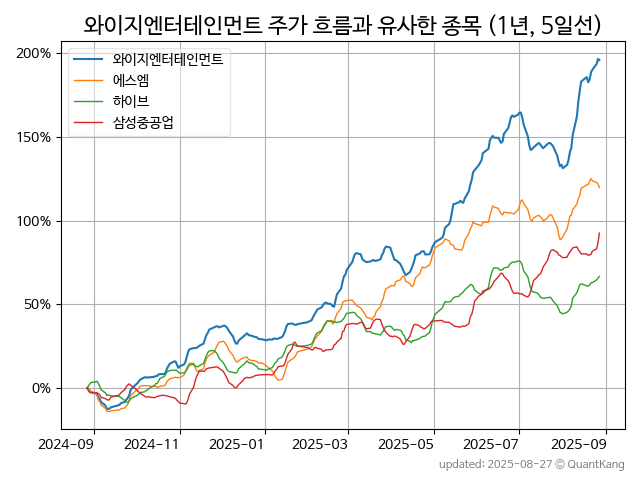 와이지엔터테인먼트 주가 흐름과 유사한 종목 (1년, 5일선)
200%
150%
100%
50%
0%
와이지엔터테인먼트
에스엠
하이브
삼성중공업
2024-09 2024-11 2025-01 2025-03 2025-05 2025-07 2025-09
updated: 2025-08-27 © QuantKang